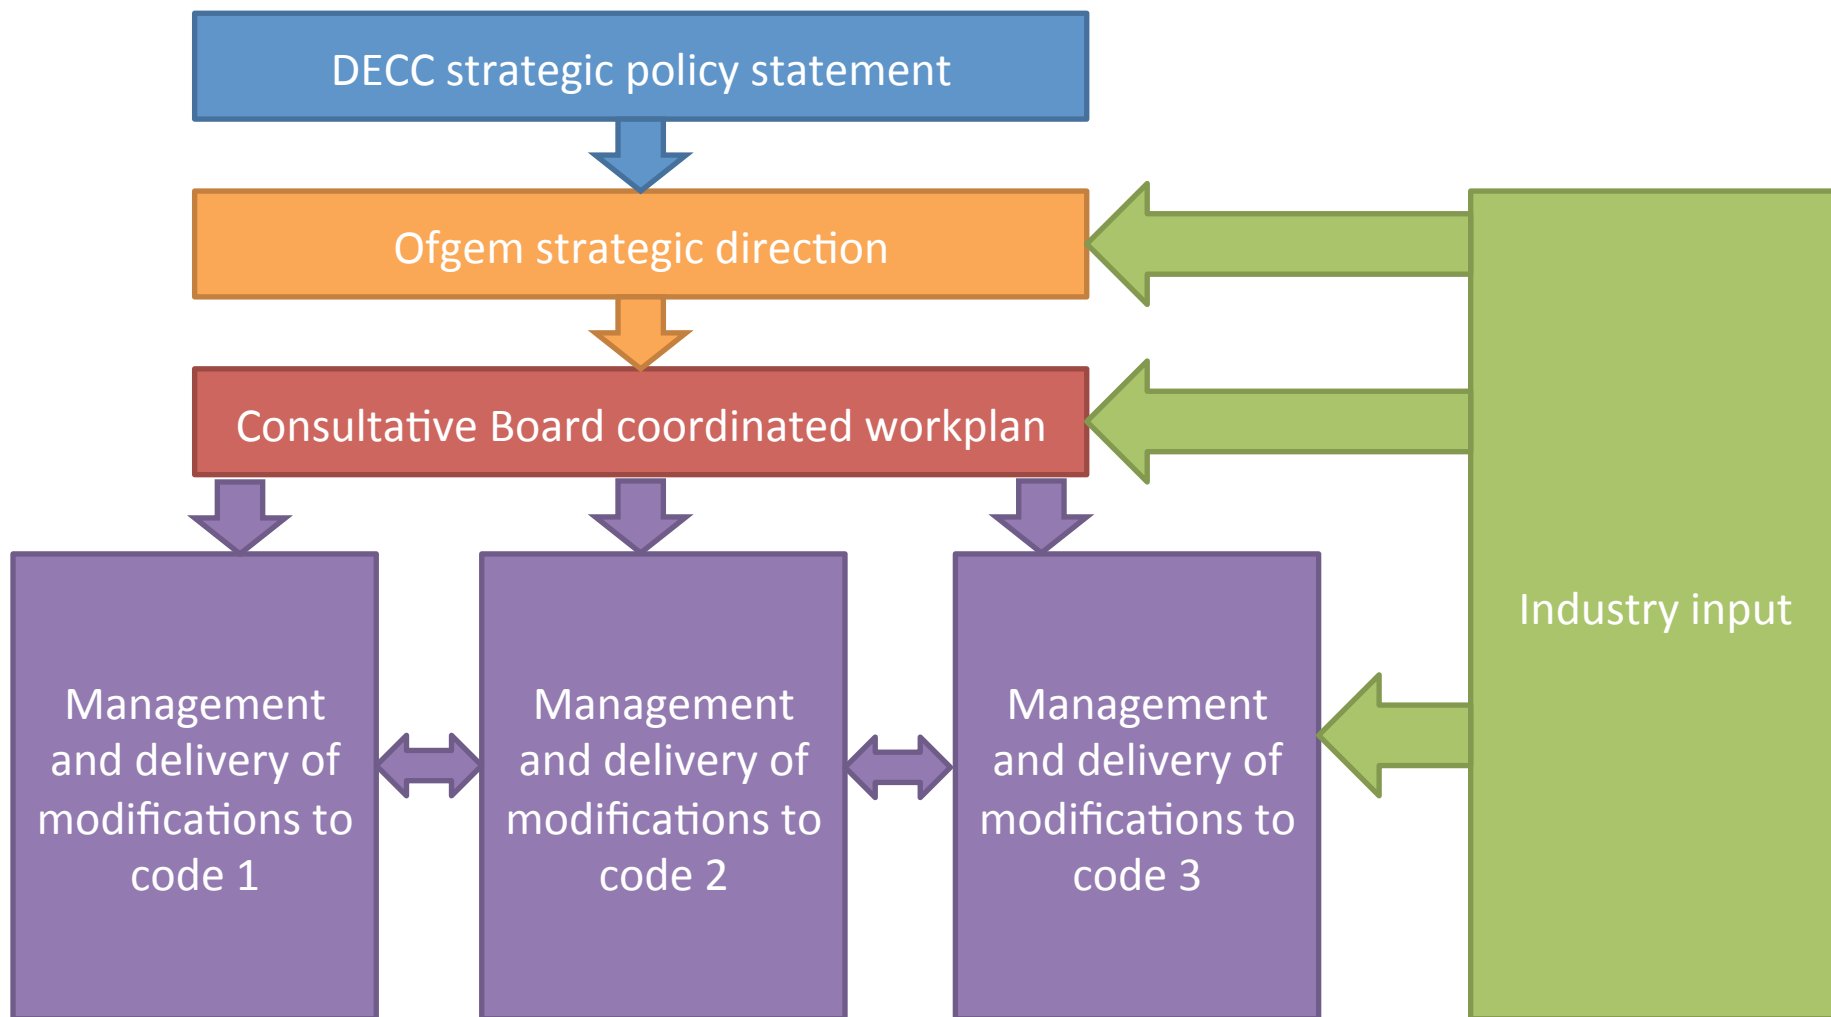 DECC strategic policy statement
Ofgem strategic direction
Consultative Board coordinated workplan
Management
and delivery of
modifications to
code 1
Management
and delivery of
modifications to
code 2
Management
and delivery of
modifications to
code 3
Industry input